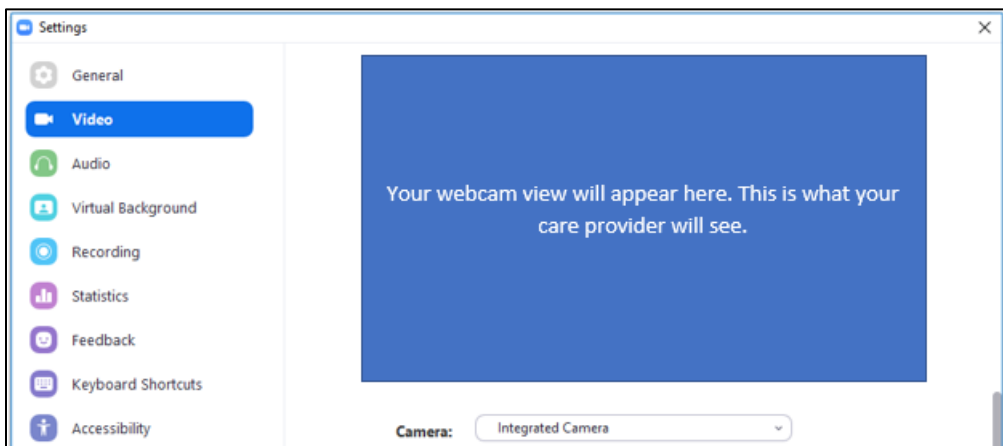 Settings
General
Video
Audio
Virtual Background
Recording
Statistics
Feedback
Keyboard Shortcuts
Accessibility
Your webcam view will appear here. This is what your
care provider will see.
Camera: Integrated Camera